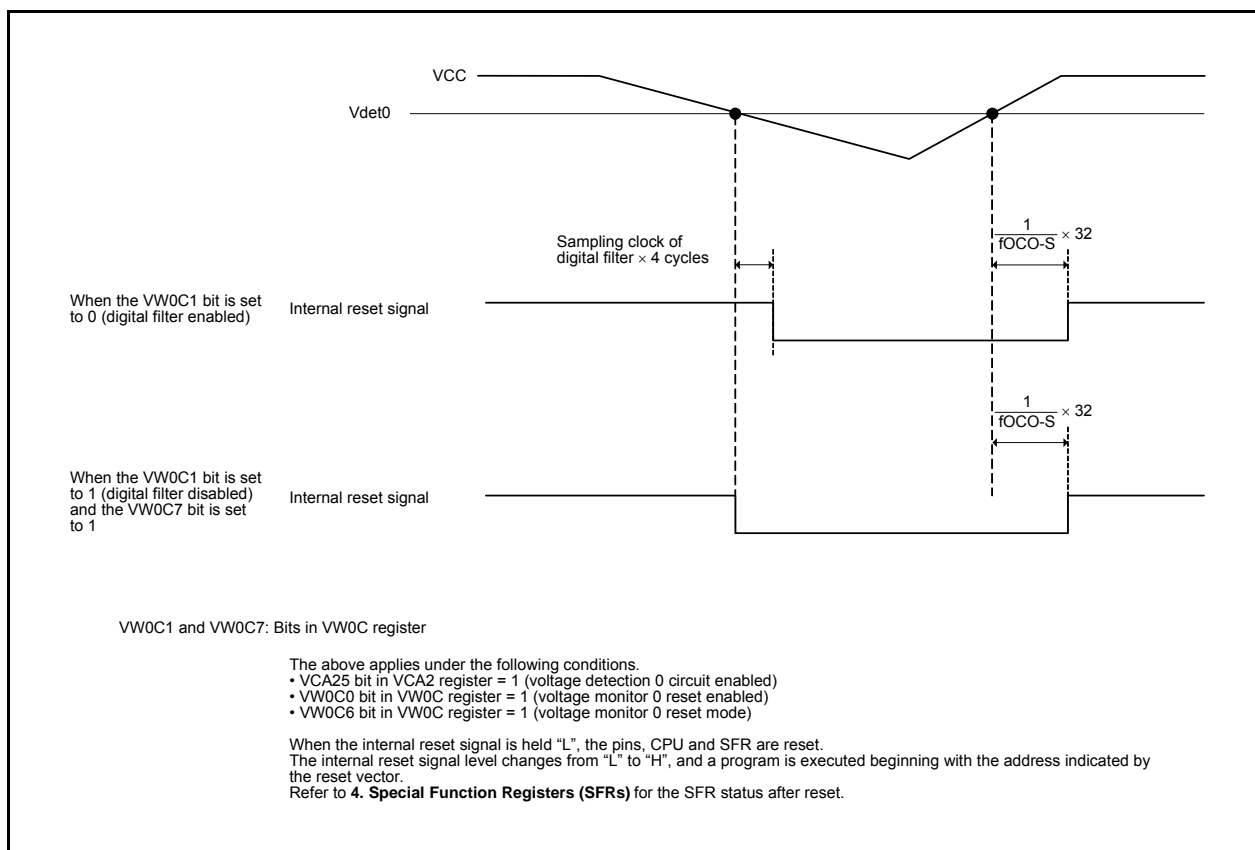 VCC
Vdet0
Sampling clock of
digital filter × 4 cycles
1
fOCO-S × 32
When the VW0C1 bit is set
to 0 (digital filter enabled)
Internal reset signal
1
fOCO-S × 32
When the VW0C1 bit is set
to 1 (digital filter disabled)
and the VW0C7 bit is set
to 1
Internal reset signal
VW0C1 and VW0C7: Bits in VW0C register
The above applies under the following conditions.
• VCA25 bit in VCA2 register = 1 (voltage detection 0 circuit enabled)
• VW0C0 bit in VW0C register = 1 (voltage monitor 0 reset enabled)
• VW0C6 bit in VW0C register = 1 (voltage monitor 0 reset mode)
When the internal reset signal is held “L”, the pins, CPU and SFR are reset.
The internal reset signal level changes from “L” to “H”, and a program is executed beginning with the address indicated by
the reset vector.
Refer to 4. Special Function Registers (SFRs) for the SFR status after reset.